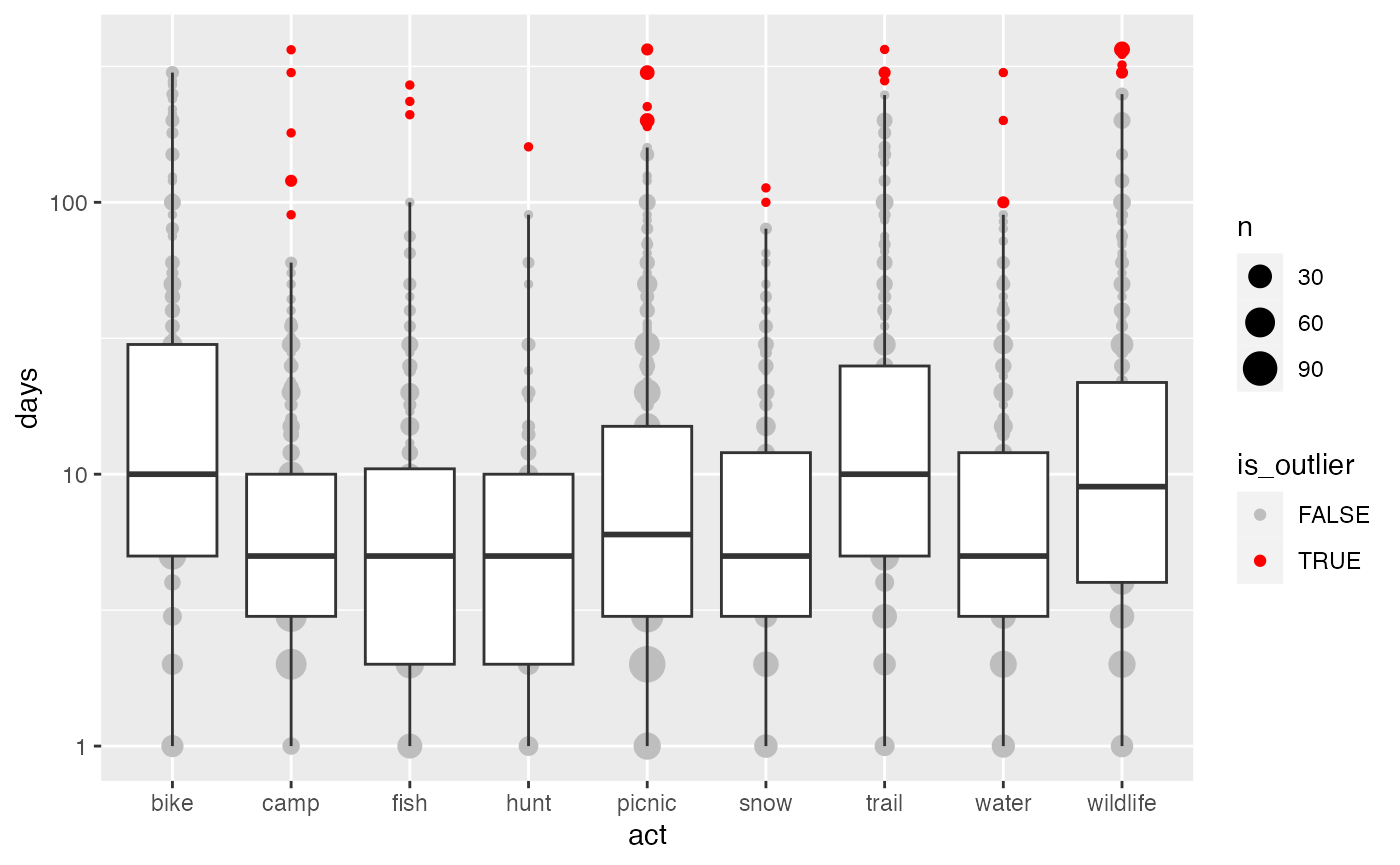 days
100
10
1
bike camp fish hunt picnic snow trail water wildlife
act
n
30
60
90
is_outlier
FALSE
TRUE